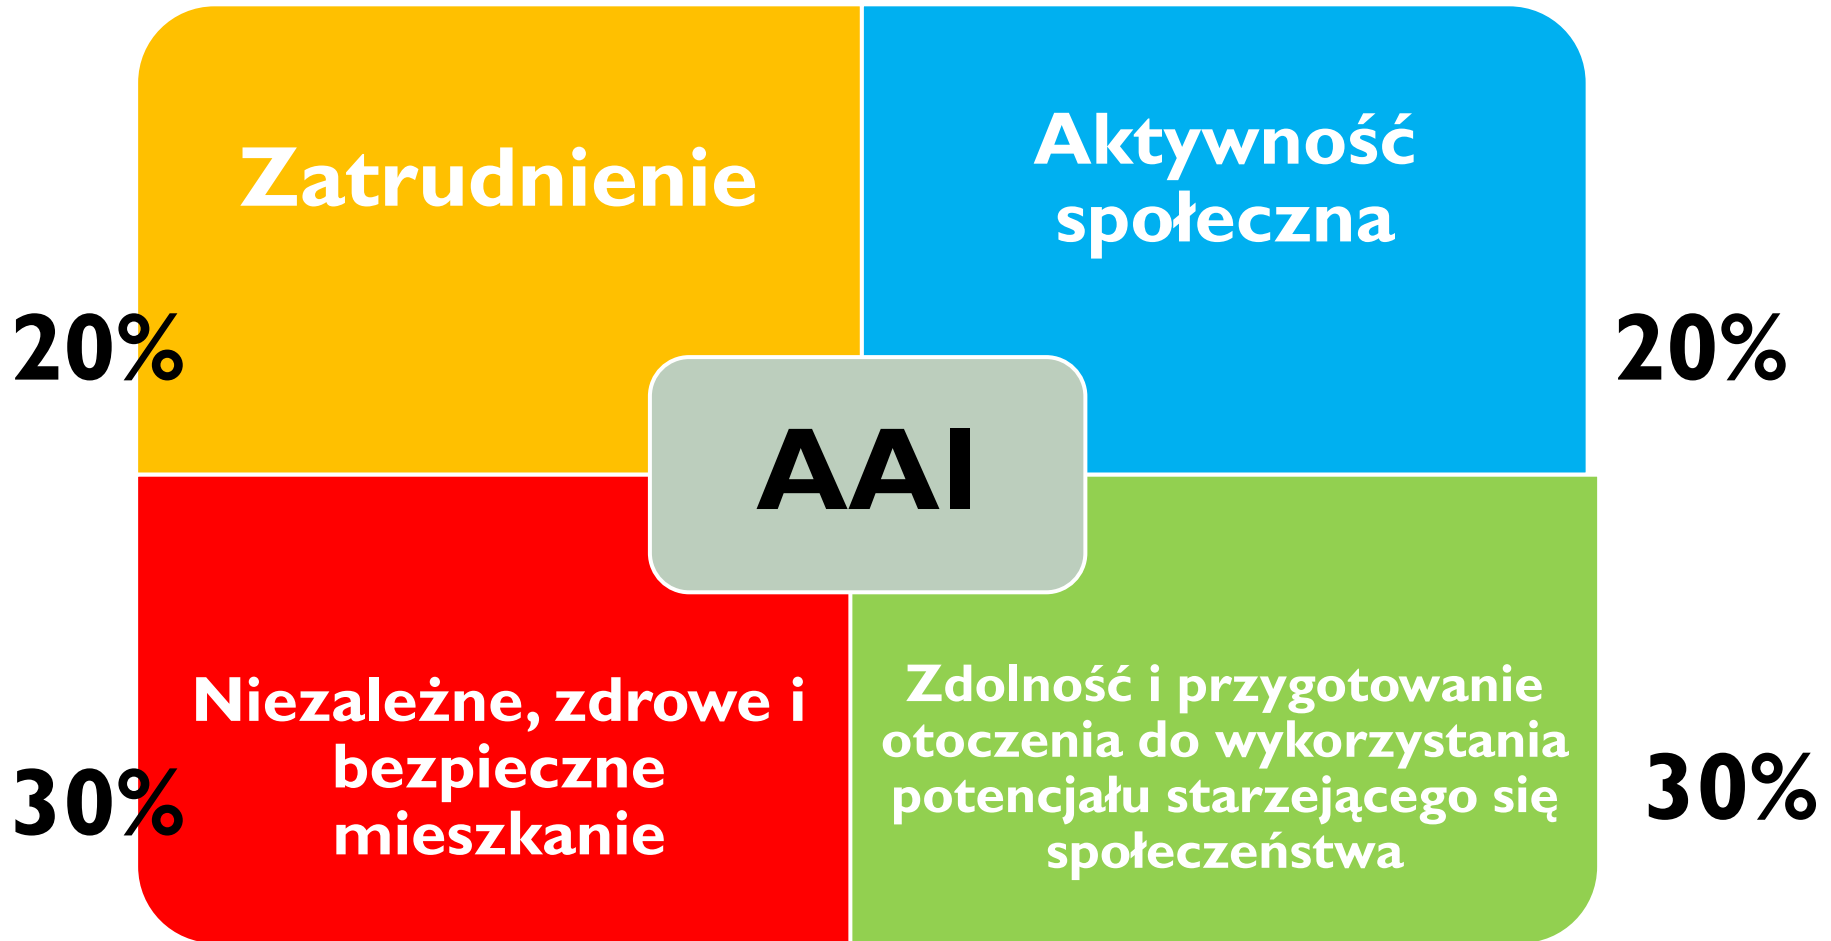 Zatrudnienie
Aktywność
społeczna
20%
20%
AAI
Niezależne, zdrowe i
bezpieczne
mieszkanie
Zdolność i przygotowanie
otoczenia do wykorzystania
potencjału starzejącego się
społeczeństwa
30%
30%